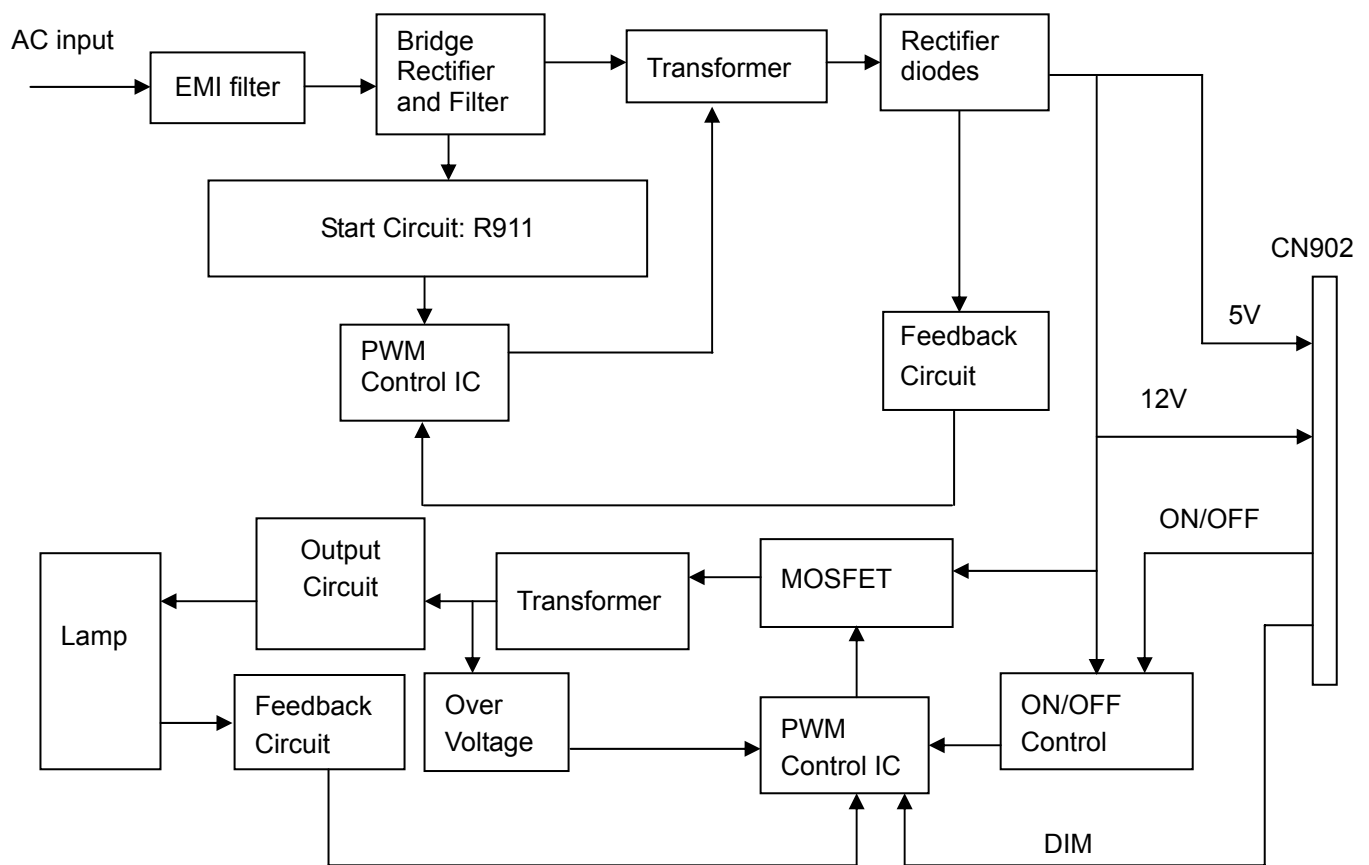 AC input
EMI filter
Bridge
Rectifier
and Filter
Transformer
Rectifier
diodes
Start Circuit: R911
CN902
5V
PWM
Control IC
Feedback
Circuit
12V
ON/OFF
Output
Circuit
MOSFET
Transformer
Lamp
Feedback
Circuit
Over
Voltage
PWM
Control IC
ON/OFF
Control
DIM